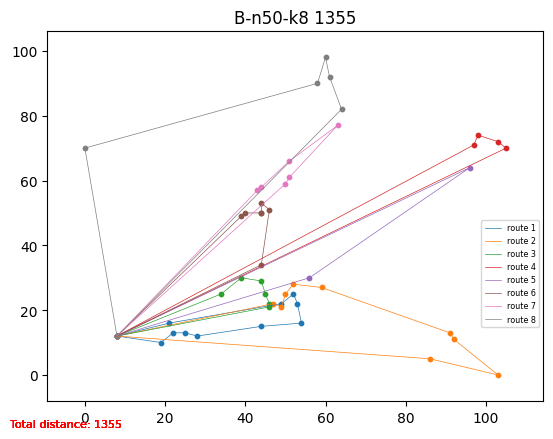 B-n50-k8 1355
100
80
60
40
20
0
0 20 40 60 80 100
route 1
route 2
route 3
route 4
route 5
route 6
route 7
route 8
Total distance: 1355